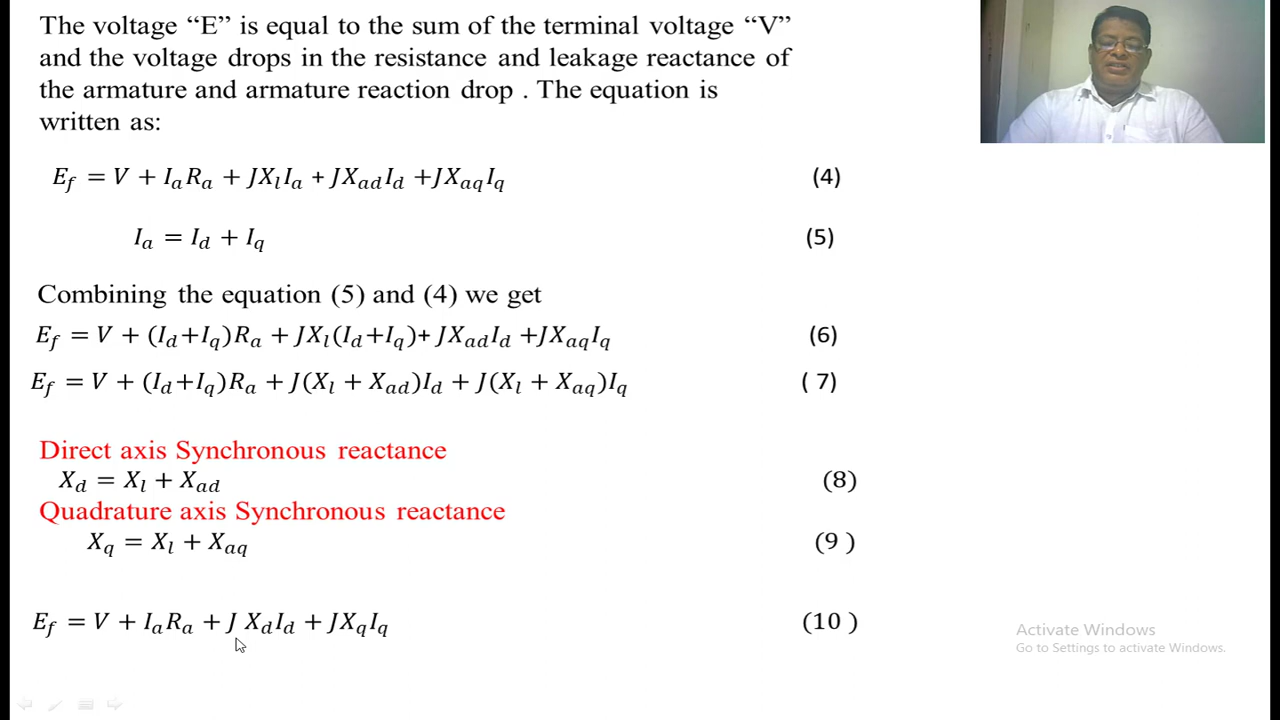 The voltage “E” is equal to the sum of the terminal voltage “V”
and the voltage drops in the resistance and leakage reactance of
the armature and armature reaction drop . The equation is
written as:
E_f = V + I_a R_a + JX_l I_a + JX_ad I_d +JX_aq I_q (4)
I_a = I_d + I_q (5)
Combining the equation (5) and (4) we get
E_f = V + (I_d+I_q)R_a + JX_l(I_d+I_q)+ JX_ad I_d +JX_aq I_q (6)
E_f = V + (I_d+I_q)R_a + J(X_l + X_ad)I_d + J(X_l + X_aq)I_q ( 7)
Direct axis Synchronous reactance
X_d = X_l + X_ad (8)
Quadrature axis Synchronous reactance
X_q = X_l + X_aq (9 )
E_f = V + I_a R_a + J X_d I_d + JX_q I_q (10 )
Activate Windows
Go to Settings to activate Windows.